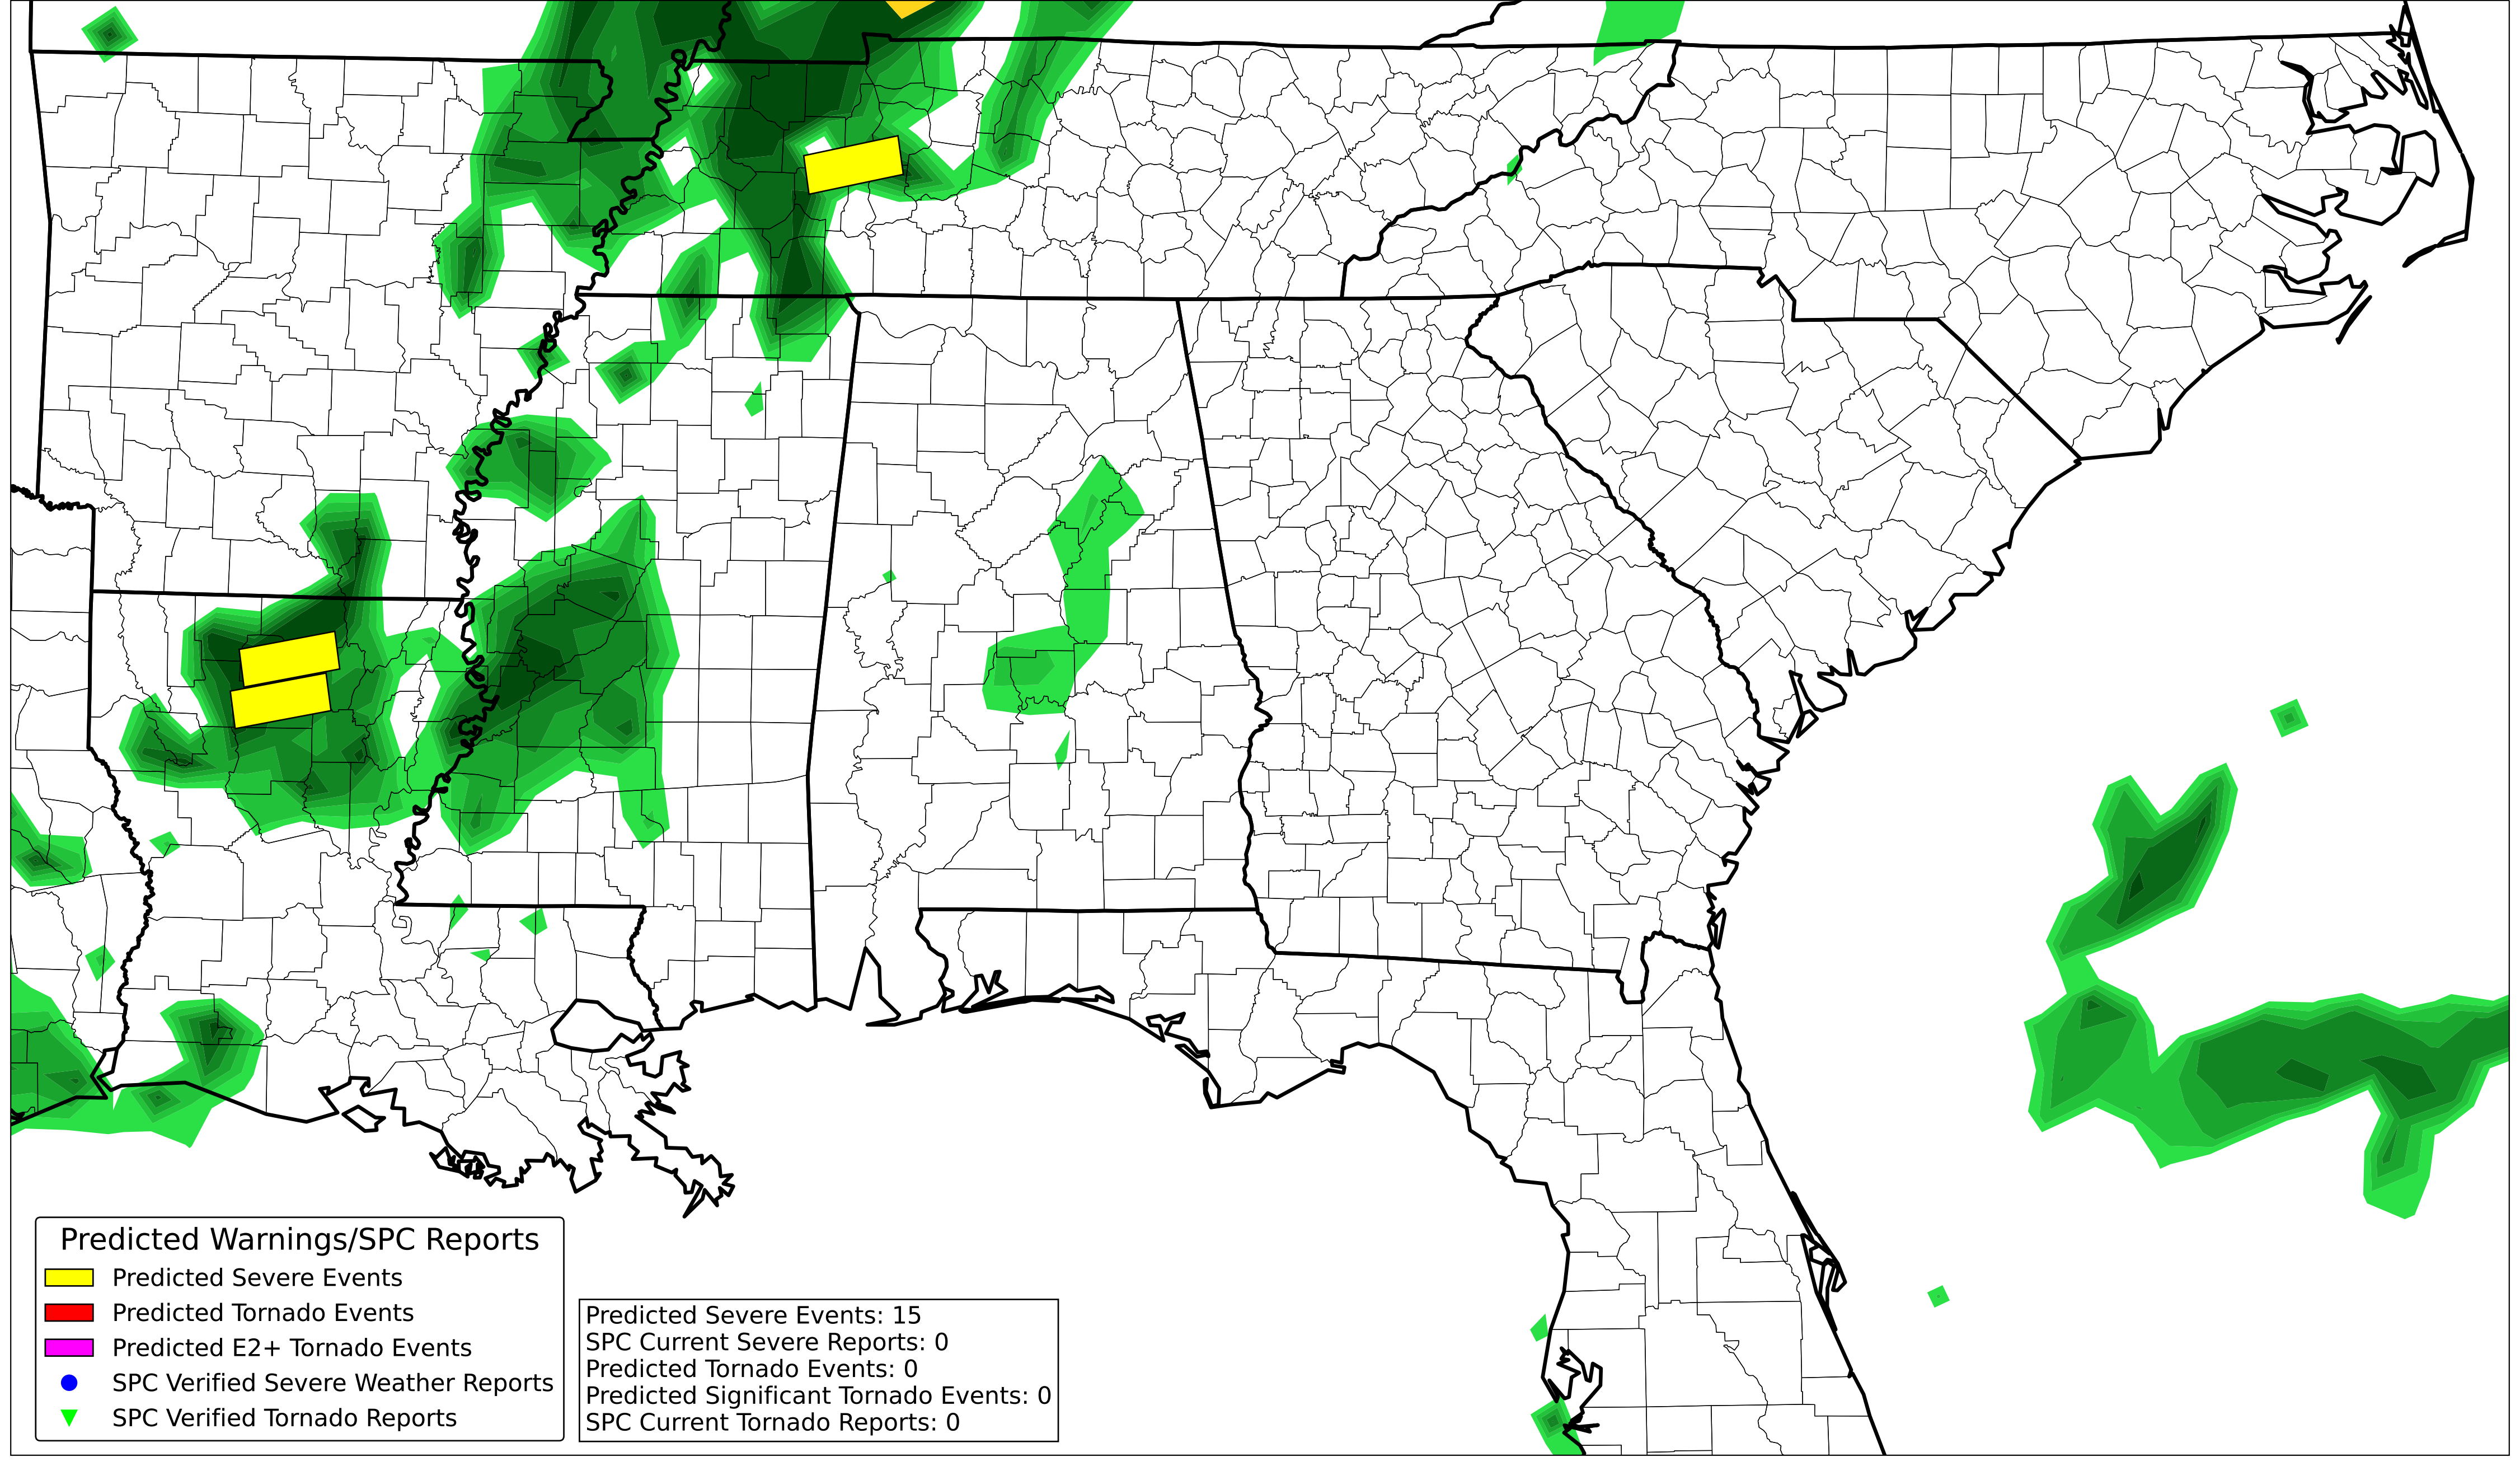 Predicted Warnings/SPC Reports
Predicted Severe Events
Predicted Tornado Events
Predicted E2+ Tornado Events
SPC Verified Severe Weather Reports
SPC Verified Tornado Reports
Predicted Severe Events: 15
SPC Current Severe Reports: 0
Predicted Tornado Events: 0
Predicted Significant Tornado Events: 0
SPC Current Tornado Reports: 0